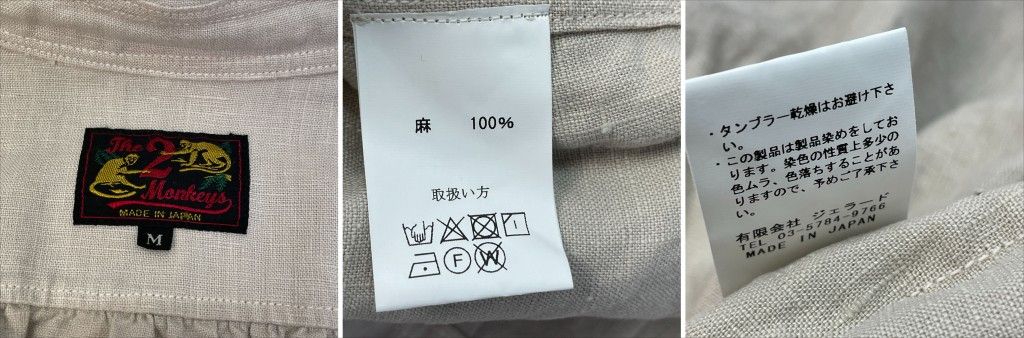 The 2 Monkeys
MADE IN JAPAN
M
麻 100%
取扱い方
F
W
・タンブラー乾燥はお避け下さ
い。
・この製品は製品染めをしてお
ります。染色の性質上多少の
色ムラ、色落ちすることがあ
りますので、予めご了承下さ
い。
有限会社 ジェラード
TEL 03-5784-9766
MADE IN JAPAN